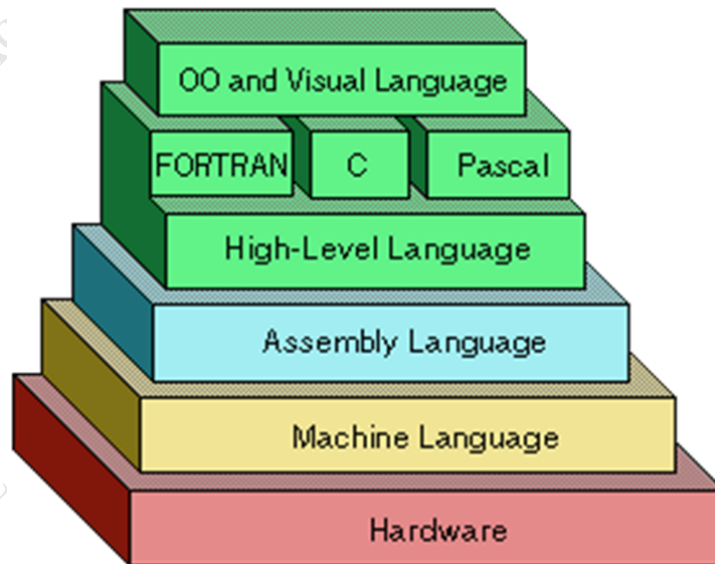 OO and Visual Language
FORTRAN C Pascal
High-Level Language
Assembly Language
Machine Language
Hardware